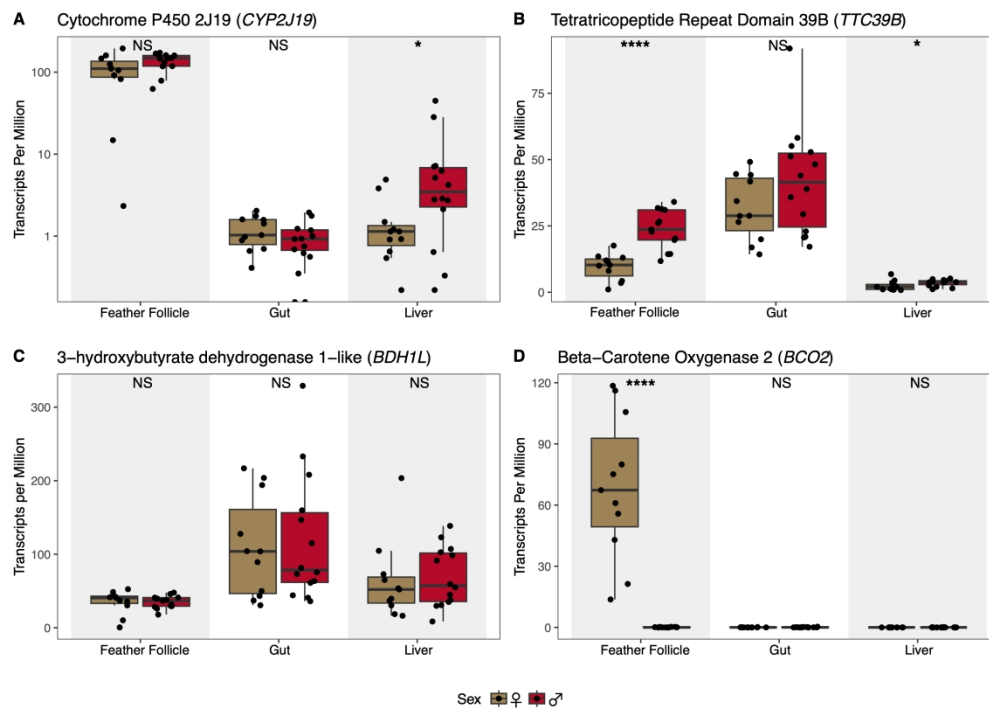 A Cytochrome P450 2J19 (CYP2J19)
NS NS *
Transcripts Per Million
100
10
1
Feather Follicle Gut Liver
B Tetratricopeptide Repeat Domain 39B (TTC39B)
**** NS *
Transcripts Per Million
75
50
25
0
Feather Follicle Gut Liver
C 3−hydroxybutyrate dehydrogenase 1−like (BDH1L)
NS NS NS
Transcripts per Million
300
200
100
0
Feather Follicle Gut Liver
D Beta−Carotene Oxygenase 2 (BCO2)
**** NS NS
Transcripts Per Million
120
90
60
30
0
Feather Follicle Gut Liver
Sex ♀ ♂